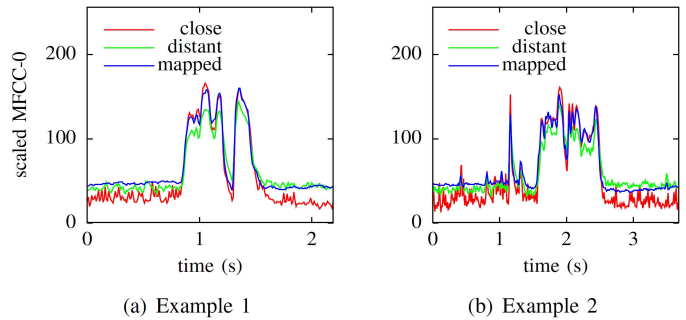 scaled MFCC-0
200
100
0
close
distant
mapped
0 1 2
time (s)
(a) Example 1
200
100
0
close
distant
mapped
0 1 2 3
time (s)
(b) Example 2